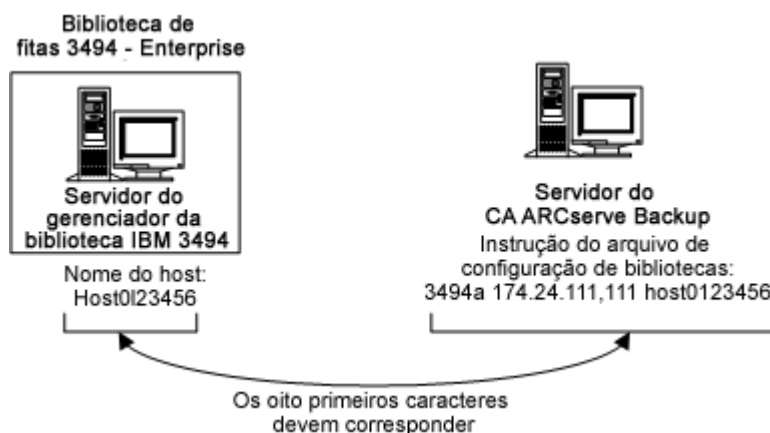 Biblioteca de
fitas 3494 - Enterprise
Servidor do
gerenciador da
biblioteca IBM 3494
Nome do host:
Host0l23456
Servidor do
CA ARCserve Backup
Instrução do arquivo de
configuração de bibliotecas:
3494a 174.24.111,111 host0123456
Os oito primeiros caracteres
devem corresponder